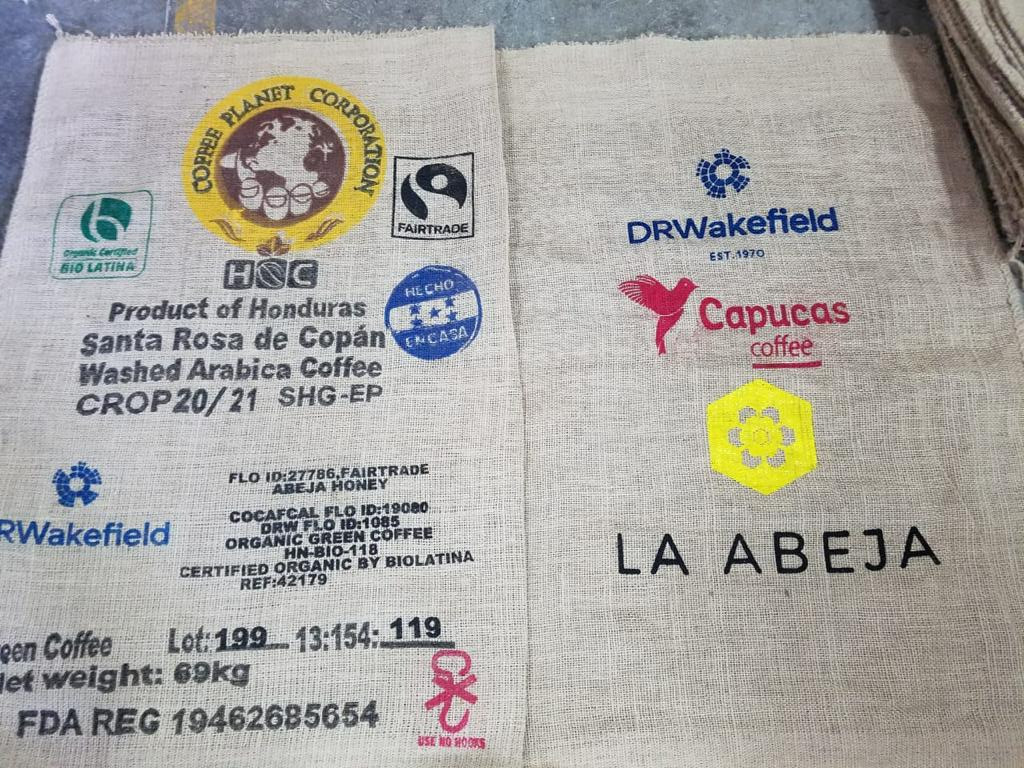 COFFEE PLANET CORPORATION
FAIRTRADE
Organic Certified
BIO LATINA
HQC
HECHO
EN CASA
Product of Honduras
Santa Rosa de Copán
Washed Arabica Coffee
CROP 20/21 SHG-EP
RWakefield
FLO ID:27786,FAIRTRADE
ABEJA HONEY
COCAFCAL FLO ID:19080
DRW FLO ID:1085
ORGANIC GREEN COFFEE
HN-BIO-118
CERTIFIED ORGANIC BY BIOLATINA
REF:42179
een Coffee Lot: 199 13:154: 119
et weight: 69kg
FDA REG 19462685654
USE NO HOOKS
DRWakefield
EST.1970
Capucas
coffee
LA ABEJA